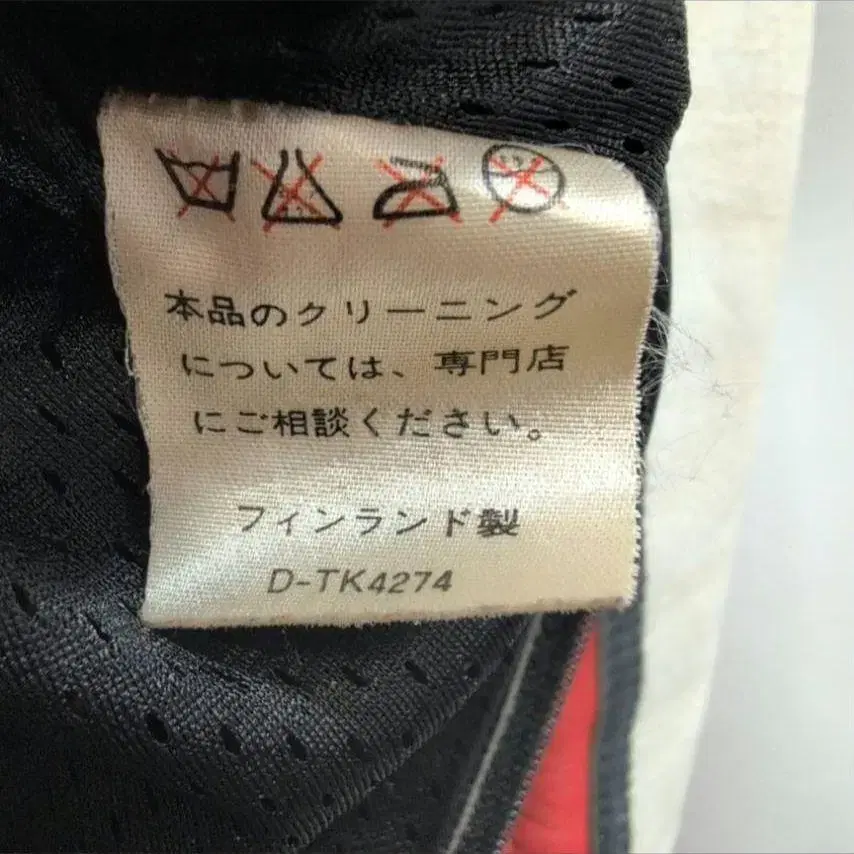 本品のクリーニング
については、専門店
にご相談ください。
フィンランド製
D-TK4274